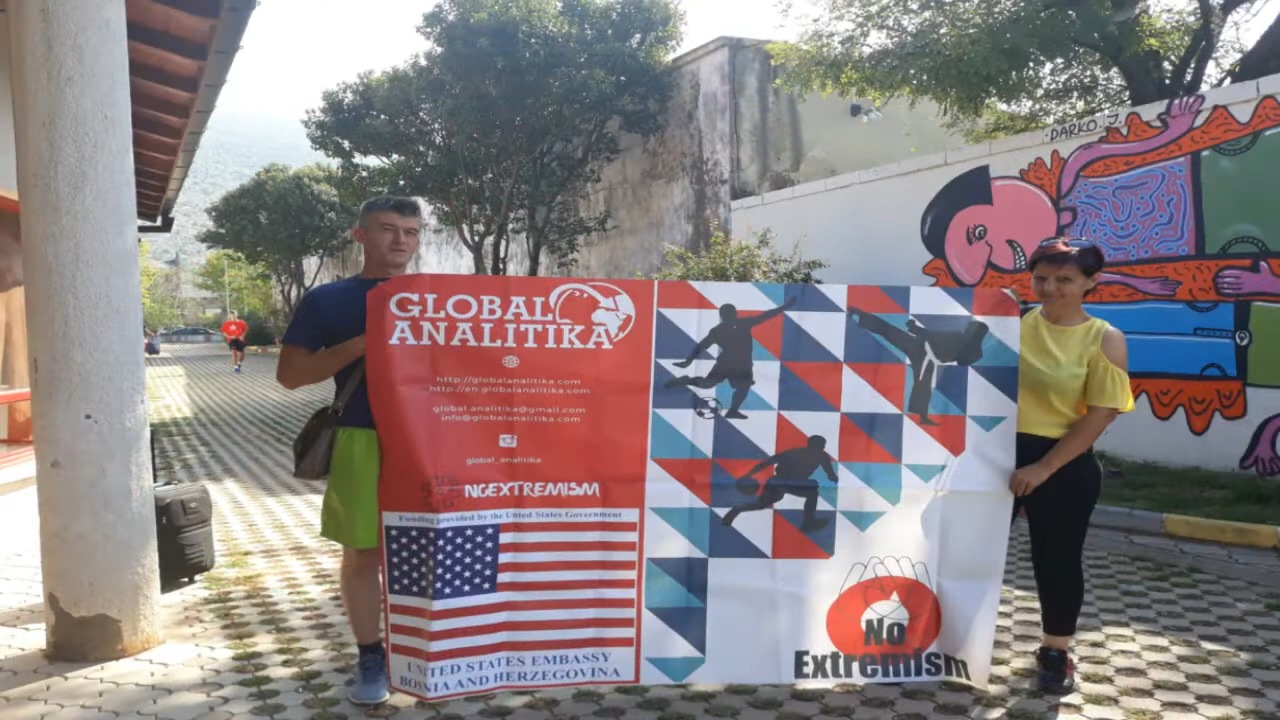 DARKO J.
GLOBAL
ANALITIKA
http://globalanalitika.com
http://en.globalanalitika.com
global.analitika@gmail.com
info@globalanalitika.com
global_analitika
NOEXTREMISM
Funding provided by the United States Government
UNITED STATES EMBASSY
BOSNIA AND HERZEGOVINA
No
Extremism